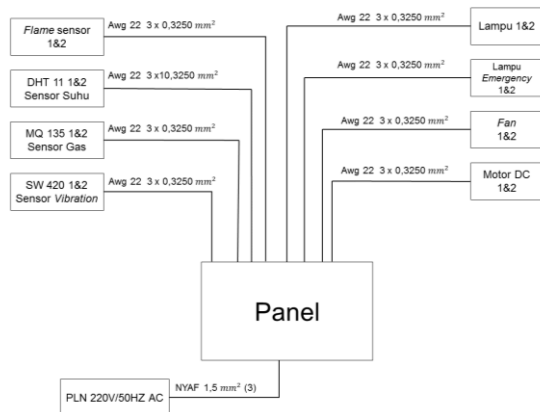 Flame sensor
1&2
Awg 22 3 x 0,3250 mm²
DHT 11 1&2
Sensor Suhu
Awg 22 3 x10,3250 mm²
MQ 135 1&2
Sensor Gas
Awg 22 3 x 0,3250 mm²
SW 420 1&2
Sensor Vibration
Awg 22 3 x 0,3250 mm²
Awg 22 3 x 0,3250 mm²
Lampu 1&2
Awg 22 3 x 0,3250 mm²
Lampu
Emergency
1&2
Awg 22 3 x 0,3250 mm²
Fan
1&2
Awg 22 3 x 0,3250 mm²
Motor DC
1&2
Panel
NYAF 1,5 mm² (3)
PLN 220V/50HZ AC